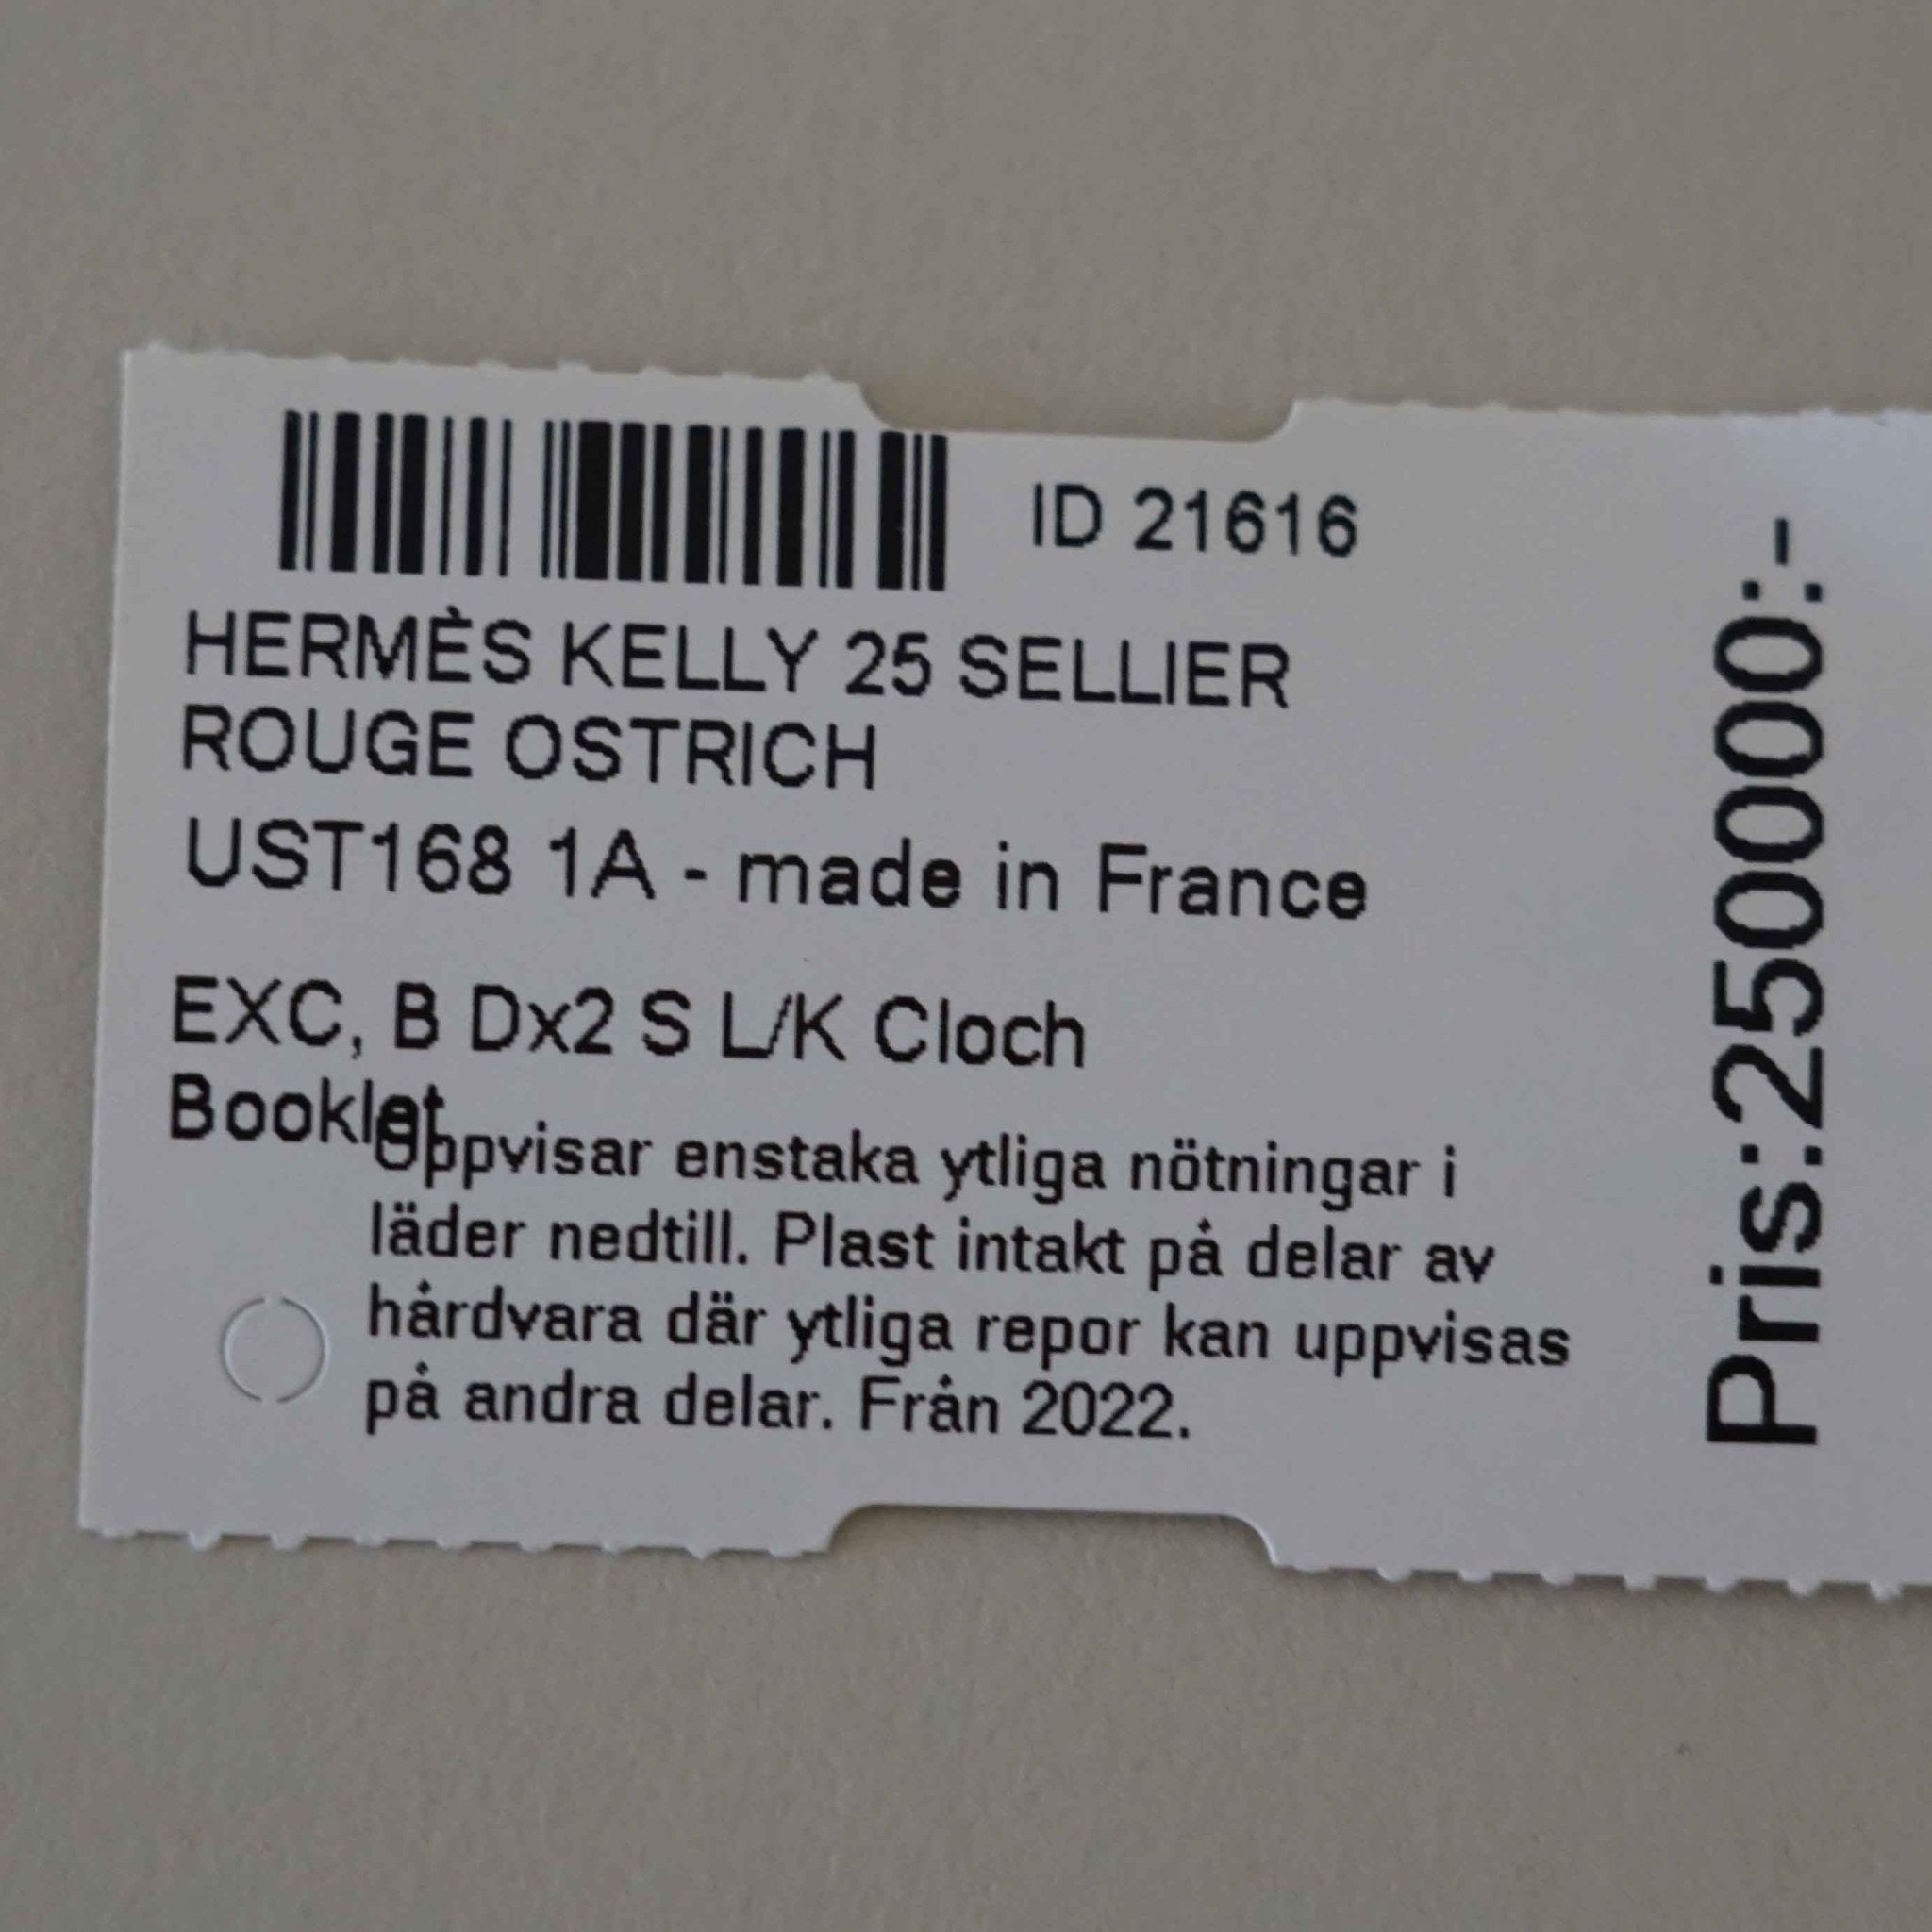 ID 21616
HERMÈS KELLY 25 SELLIER
ROUGE OSTRICH
UST168 1A - made in France
EXC, B Dx2 S L/K Cloch
Booklet
Uppvisar enstaka ytliga nötningar i
läder nedtill. Plast intakt på delar av
hårdvara där ytliga repor kan uppvisas
på andra delar. Från 2022.
Pris:250000:-